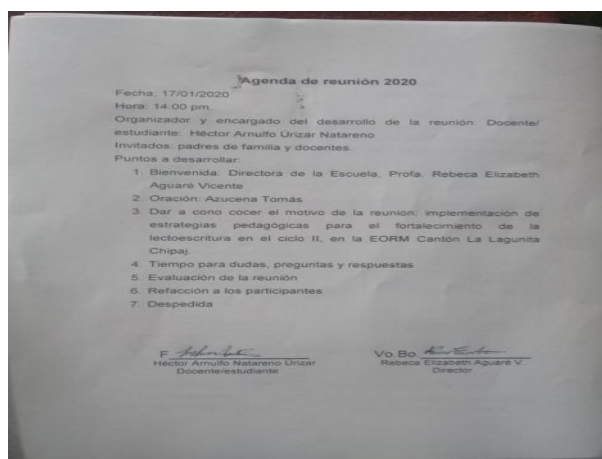 Agenda de reunión 2020
Fecha: 17/01/2020
Hora: 14:00 pm.
Organizador y encargado del desarrollo de la reunión: Docente/
estudiante: Héctor Arnulfo Urizar Natareno
Invitados: padres de familia y docentes.
Puntos a desarrollar:
1. Bienvenida: Directora de la Escuela, Profa. Rebeca Elizabeth
Aguaré Vicente
2. Oración: Azucena Tomás
3. Dar a cono cocer el motivo de la reunión: implementación de
estrategias pedagógicas para el fortalecimiento de la
lectoescritura en el ciclo II, en la EORM Cantón La Lagunita
Chipaj.
4. Tiempo para dudas, preguntas y respuestas
5. Evaluación de la reunión
6. Refacción a los participantes
7. Despedida
F. Vo.Bo.
Héctor Arnulfo Natareno Urizar Rebeca Elizabeth Aguaré V.
Docente/estudiante Director